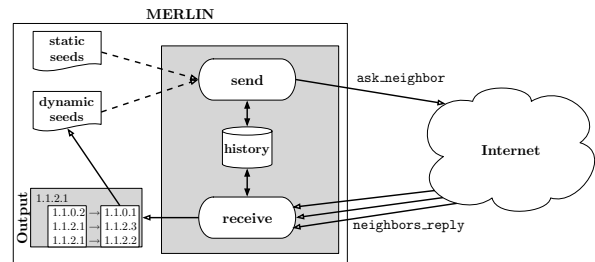 MERLIN
static
seeds
send
ask_neighbor
dynamic
seeds
history
Internet
Output
1.1.2.1
1.1.0.2 → 1.1.0.1
1.1.2.1 → 1.1.2.3
1.1.2.1 → 1.1.2.2
receive
neighbors_reply